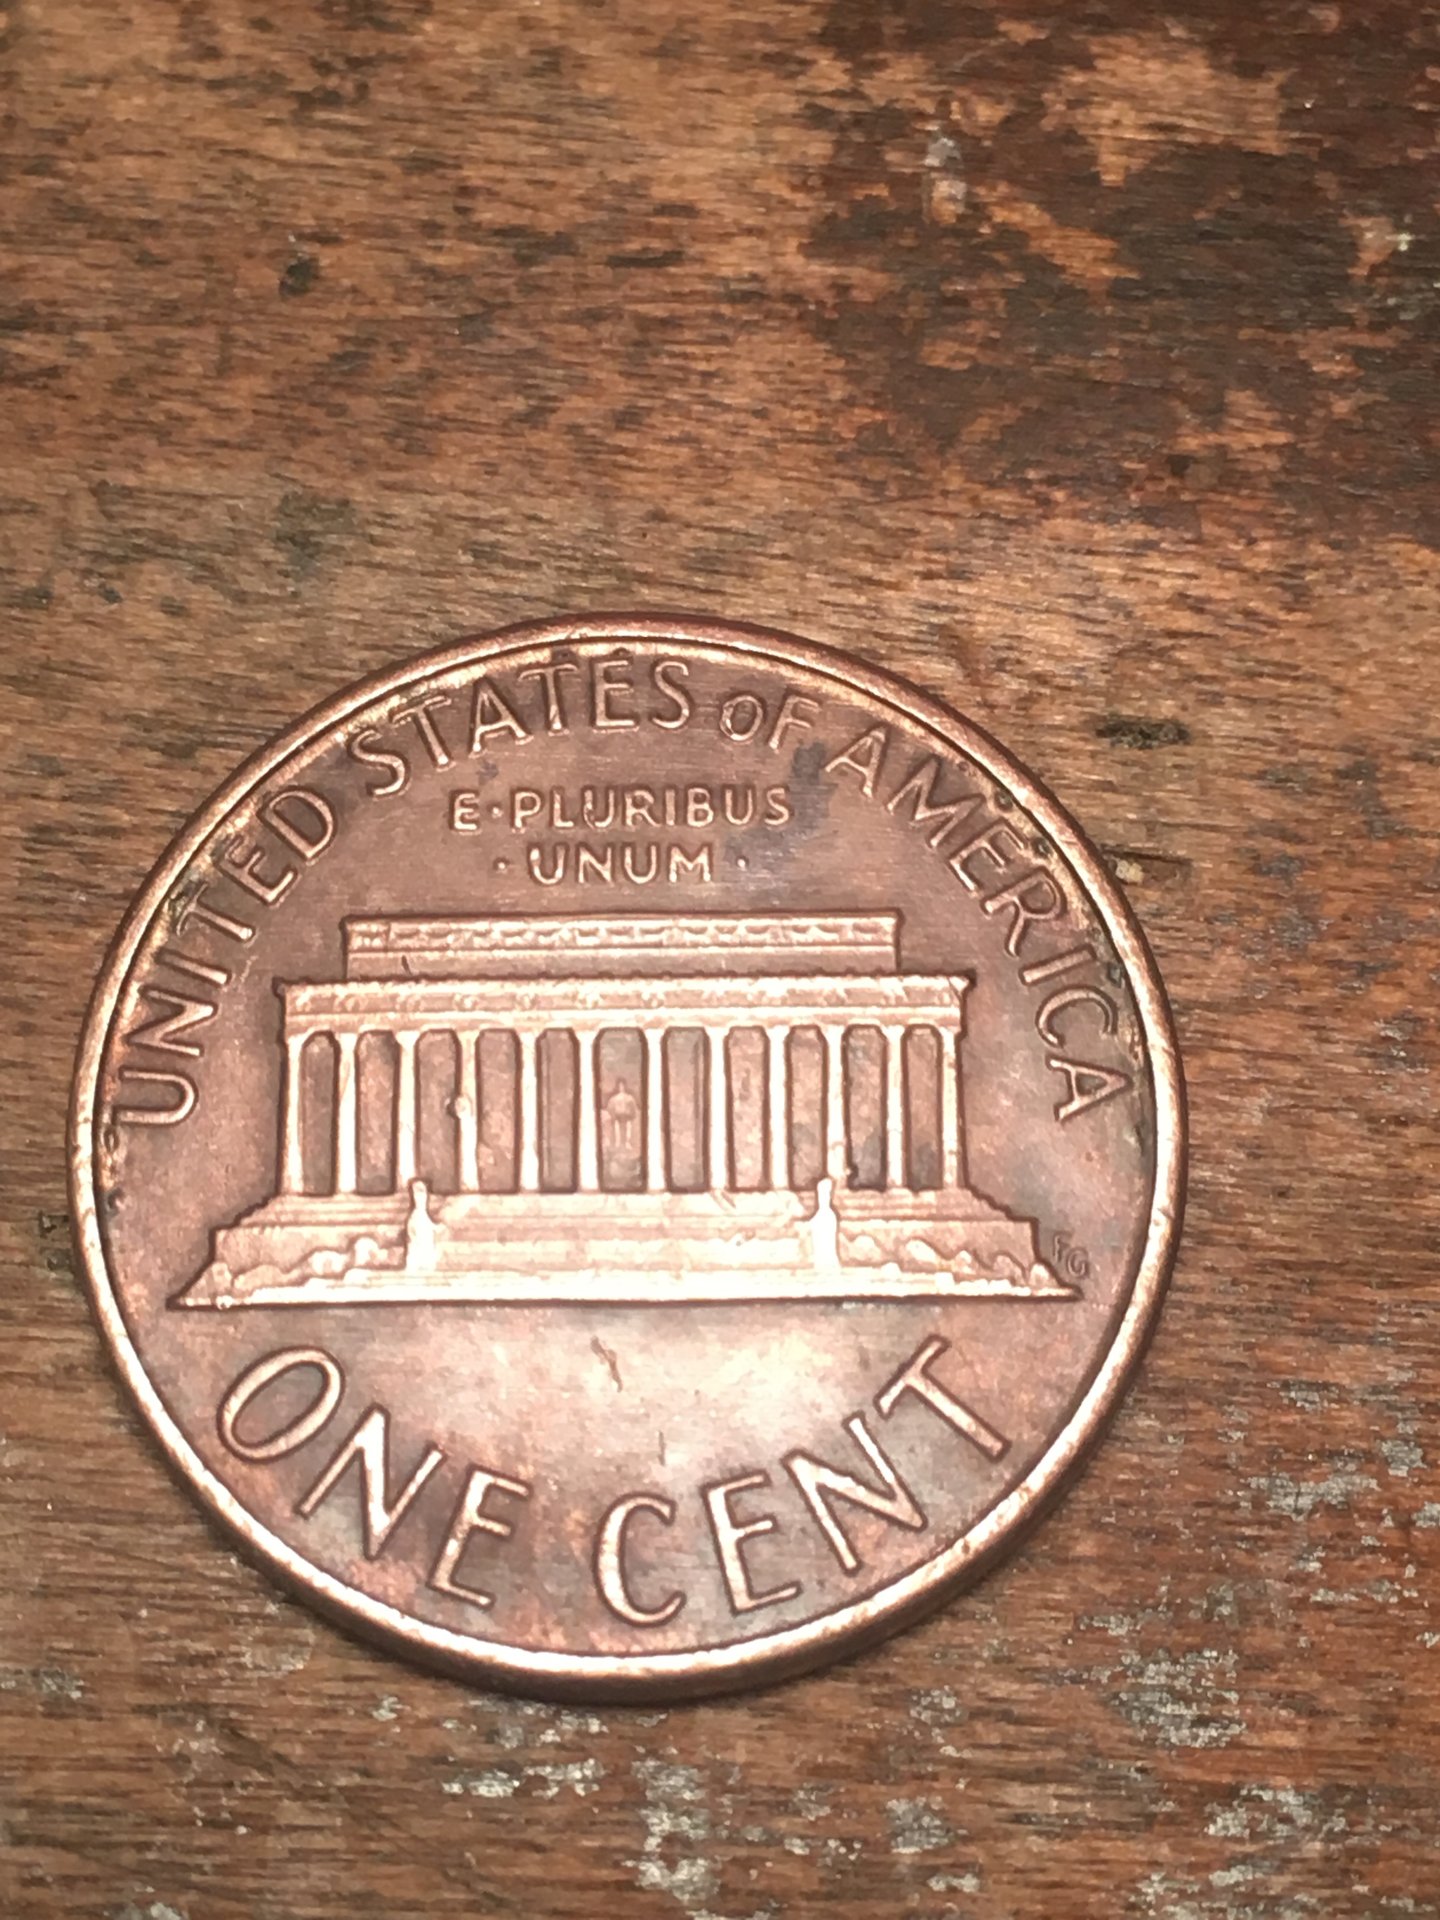 UNITED STATES OF AMERICA
E·PLURIBUS
·UNUM·
FG
ONE CENT